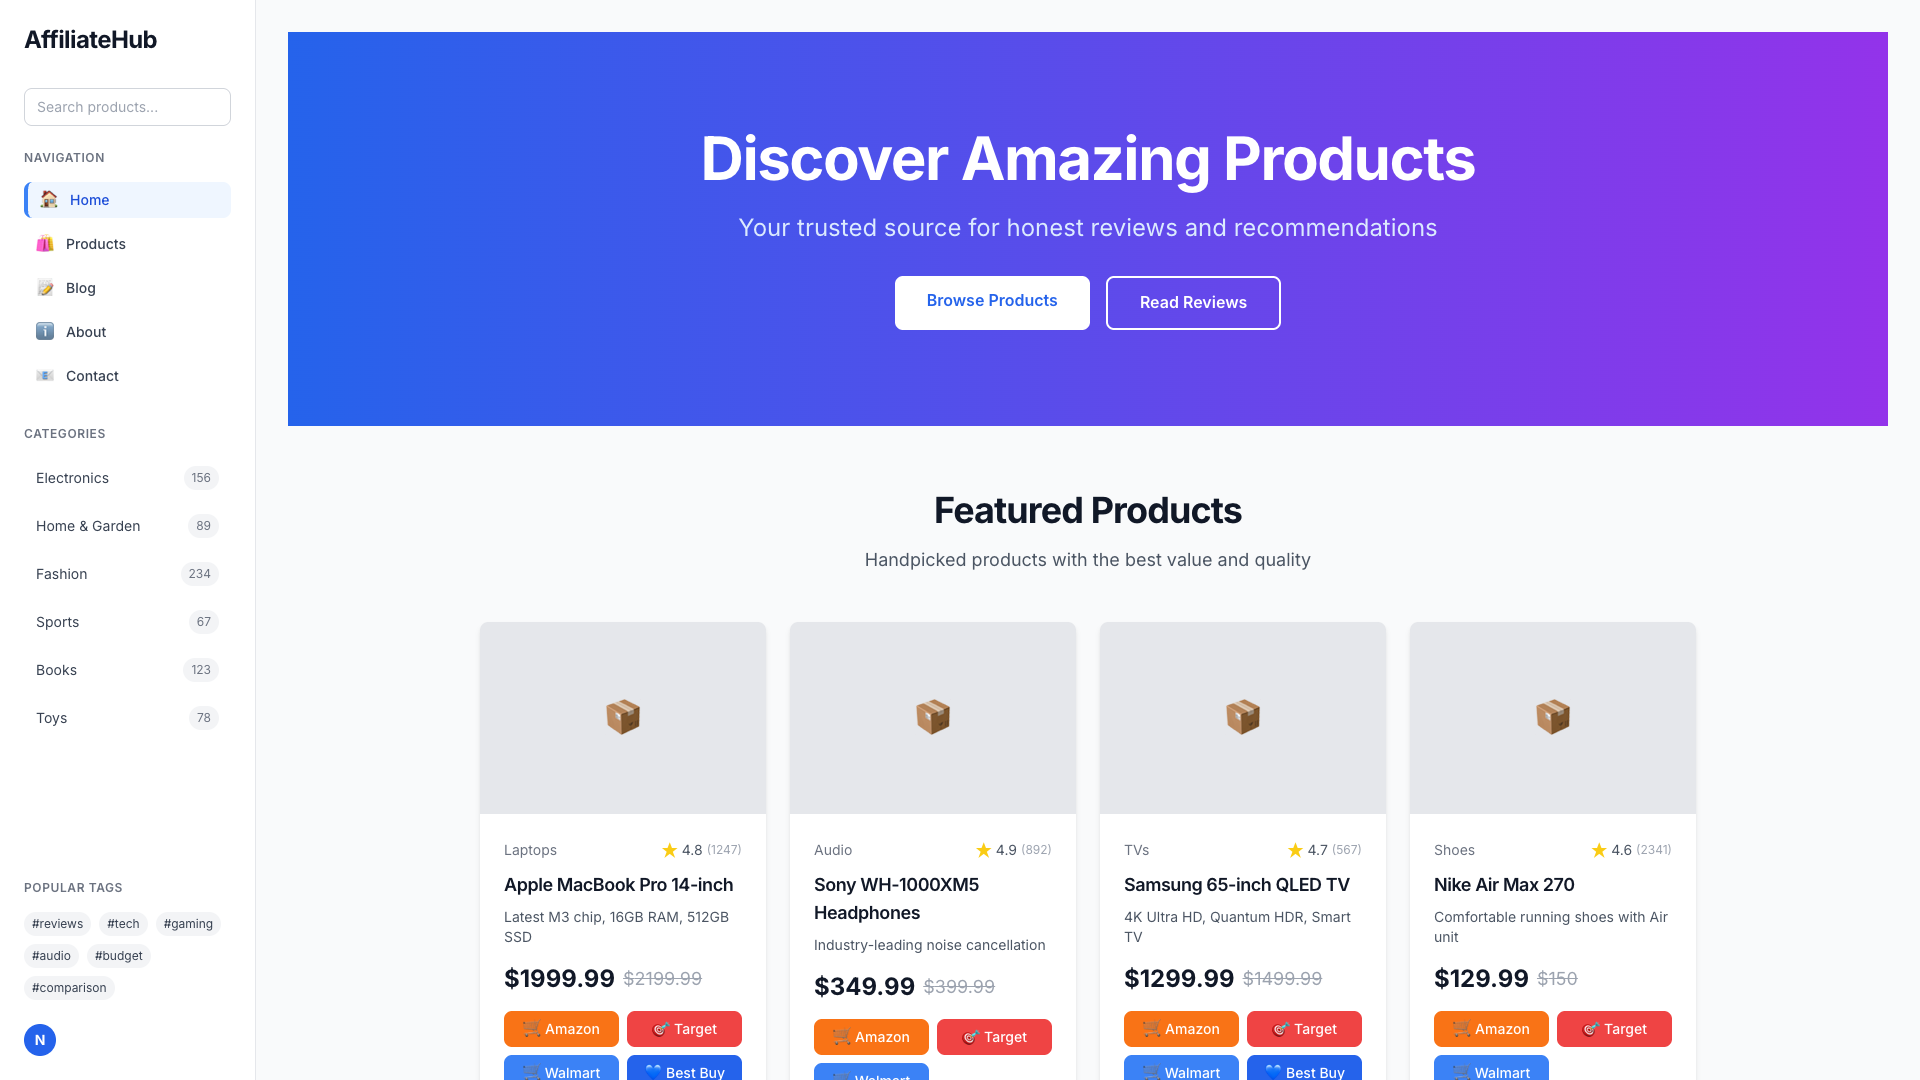 AffiliateHub
Search products...
NAVIGATION
Home
Products
Blog
About
Contact
CATEGORIES
Electronics 156
Home & Garden 89
Fashion 234
Sports 67
Books 123
Toys 78
POPULAR TAGS
#reviews #tech #gaming
#audio #budget
#comparison
N
Discover Amazing Products
Your trusted source for honest reviews and recommendations
Browse Products Read Reviews
Featured Products
Handpicked products with the best value and quality
Laptops 4.8 (1247)
Apple MacBook Pro 14-inch
Latest M3 chip, 16GB RAM, 512GB
SSD
$1999.99 $2199.99
Amazon Target
Walmart Best Buy
Audio 4.9 (892)
Sony WH-1000XM5
Headphones
Industry-leading noise cancellation
$349.99 $399.99
Amazon Target
Walmart
TVs 4.7 (567)
Samsung 65-inch QLED TV
4K Ultra HD, Quantum HDR, Smart
TV
$1299.99 $1499.99
Amazon Target
Walmart Best Buy
Shoes 4.6 (2341)
Nike Air Max 270
Comfortable running shoes with Air
unit
$129.99 $150
Amazon Target
Walmart